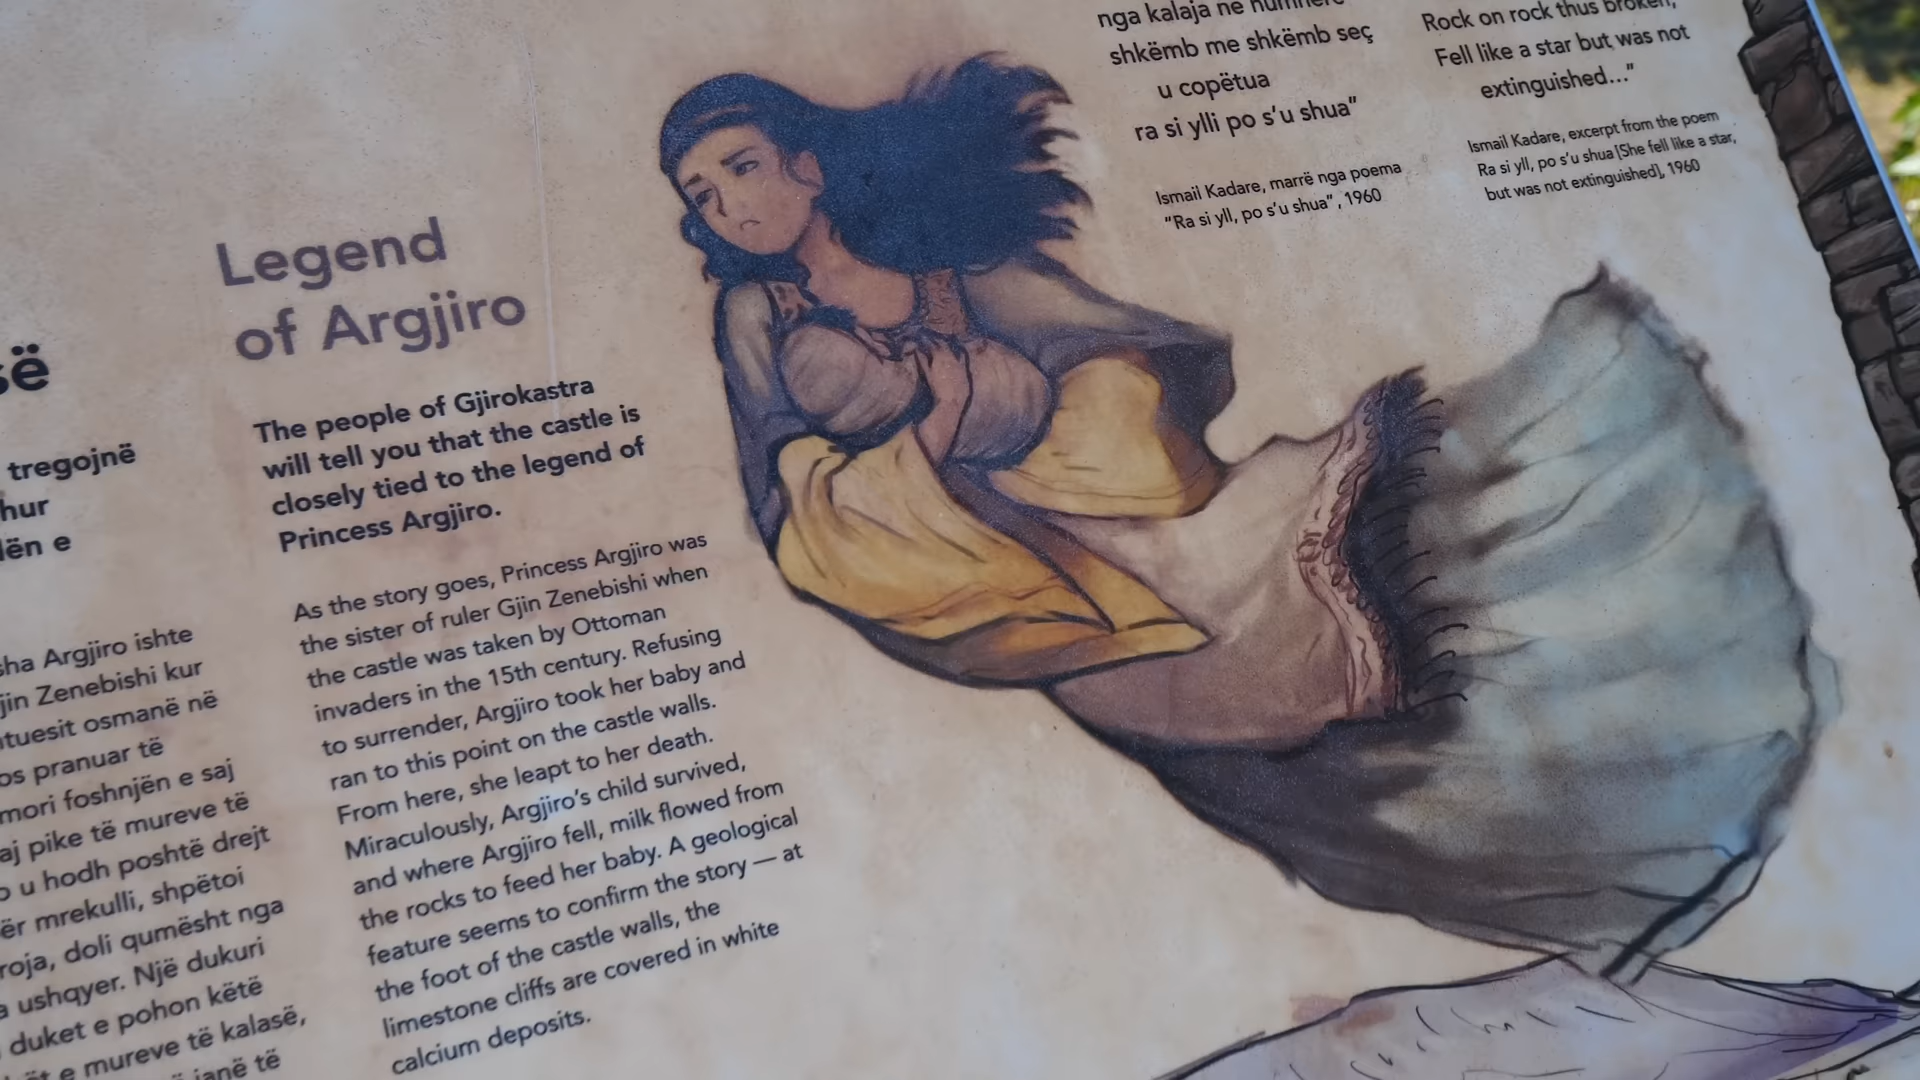 së
tregojnë
hur
lën e
sha Argjiro ishte
jin Zenebishi kur
tuesit osmanë në
os pranuar të
mori foshnjën e saj
aj pike të mureve të
o u hodh poshtë drejt
ër mrekulli, shpëtoi
roja, doli qumësht nga
a ushqyer. Një dukuri
duket e pohon këtë
e mureve të kalasë,
janë të
Legend
of Argjiro
The people of Gjirokastra
will tell you that the castle is
closely tied to the legend of
Princess Argjiro.
As the story goes, Princess Argjiro was
the sister of ruler Gjin Zenebishi when
the castle was taken by Ottoman
invaders in the 15th century. Refusing
to surrender, Argjiro took her baby and
ran to this point on the castle walls.
From here, she leapt to her death.
Miraculously, Argjiro's child survived,
and where Argjiro fell, milk flowed from
the rocks to feed her baby. A geological
feature seems to confirm the story — at
the foot of the castle walls, the
limestone cliffs are covered in white
calcium deposits.
nga kalaja në humnerë
shkëmb me shkëmb seç
u copëtua
ra si ylli po s'u shua"
Ismail Kadare, marrë nga poema
"Ra si yll, po s'u shua", 1960
Rock on rock thus broken,
Fell like a star but was not
extinguished..."
Ismail Kadare, excerpt from the poem
Ra si yll, po s'u shua [She fell like a star,
but was not extinguished], 1960